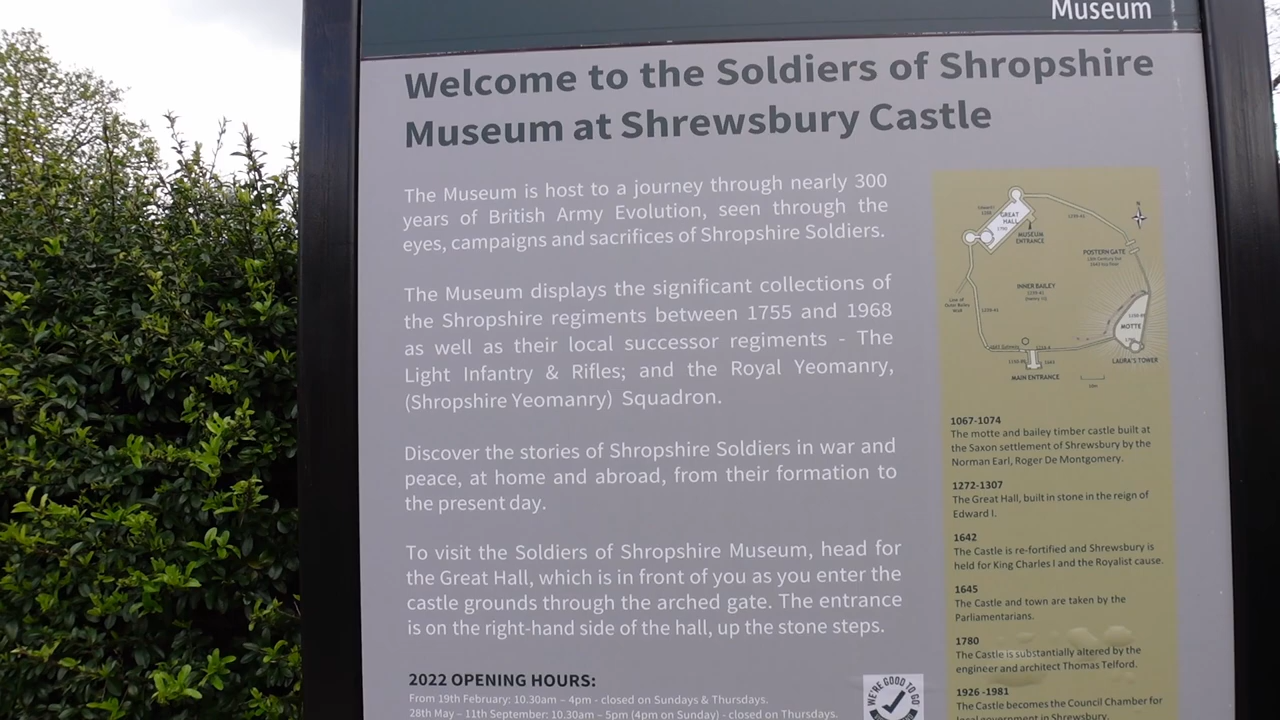 Museum
Welcome to the Soldiers of Shropshire
Museum at Shrewsbury Castle
The Museum is host to a journey through nearly 300
years of British Army Evolution, seen through the
eyes, campaigns and sacrifices of Shropshire Soldiers.
The Museum displays the significant collections of
the Shropshire regiments between 1755 and 1968
as well as their local successor regiments - The
Light Infantry & Rifles; and the Royal Yeomanry,
(Shropshire Yeomanry) Squadron.
Discover the stories of Shropshire Soldiers in war and
peace, at home and abroad, from their formation to
the present day.
To visit the Soldiers of Shropshire Museum, head for
the Great Hall, which is in front of you as you enter the
castle grounds through the arched gate. The entrance
is on the right-hand side of the hall, up the stone steps.
2022 OPENING HOURS:
From 19th February: 10.30am – 4pm - closed on Sundays & Thursdays.
28th May – 11th September: 10.30am – 5pm (4pm on Sunday) - closed on Thursdays.
WE'RE GOOD TO GO
GREAT
HALL
MUSEUM
ENTRANCE
N
POSTERN GATE
INNER BAILEY
MOTTE
LAURA'S TOWER
MAIN ENTRANCE
1067-1074
The motte and bailey timber castle built at
the Saxon settlement of Shrewsbury by the
Norman Earl, Roger De Montgomery.
1272-1307
The Great Hall, built in stone in the reign of
Edward I.
1642
The Castle is re-fortified and Shrewsbury is
held for King Charles I and the Royalist cause.
1645
The Castle and town are taken by the
Parliamentarians.
1780
The Castle is substantially altered by the
engineer and architect Thomas Telford.
1926 -1981
The Castle becomes the Council Chamber for
local government in Shrewsbury.